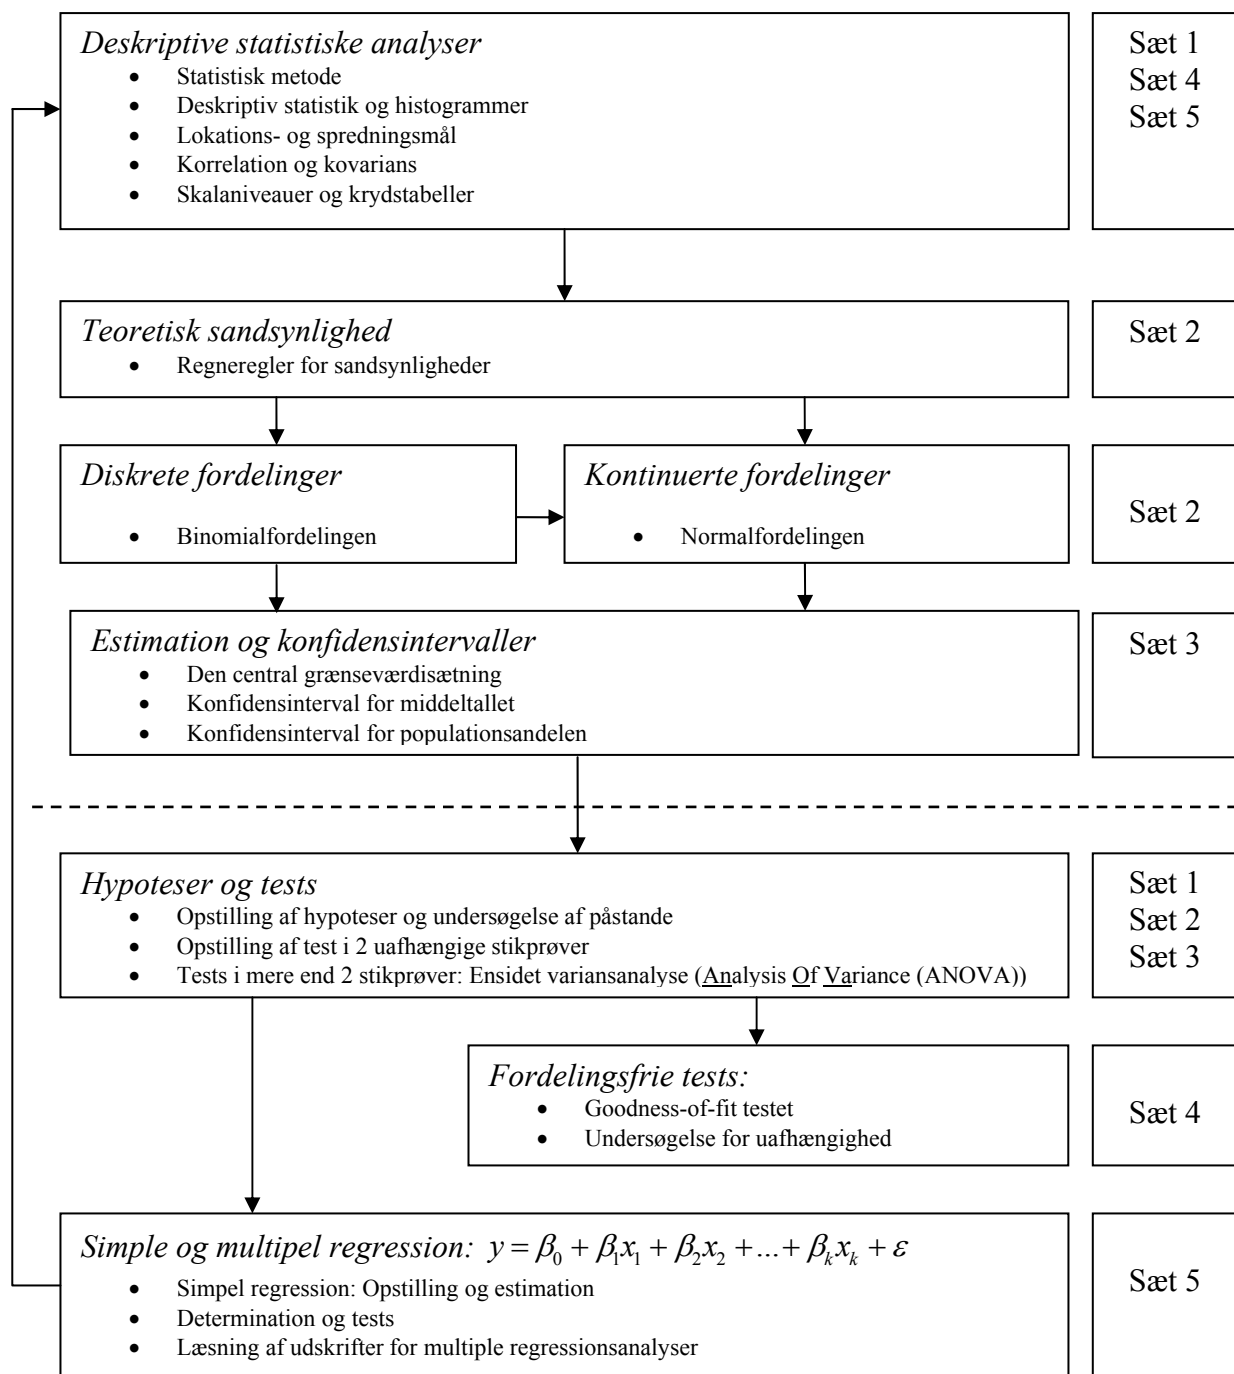 Deskriptive statistiske analyser
• Statistisk metode
• Deskriptiv statistik og histogrammer
• Lokations- og spredningsmål
• Korrelation og kovarians
• Skalaniveauer og krydstabeller
Sæt 1
Sæt 4
Sæt 5
Teoretisk sandsynlighed
• Regneregler for sandsynligheder
Sæt 2
Diskrete fordelinger
• Binomialfordelingen
Kontinuerte fordelinger
• Normalfordelingen
Sæt 2
Estimation og konfidensintervaller
• Den central grænseværdisætning
• Konfidensinterval for middeltallet
• Konfidensinterval for populationsandelen
Sæt 3
Hypoteser og tests
• Opstilling af hypoteser og undersøgelse af påstande
• Opstilling af test i 2 uafhængige stikprøver
• Tests i mere end 2 stikprøver: Ensidet variansanalyse (Analysis Of Variance (ANOVA))
Sæt 1
Sæt 2
Sæt 3
Fordelingsfrie tests:
• Goodness-of-fit testet
• Undersøgelse for uafhængighed
Sæt 4
Simple og multipel regression: y = β₀ + β₁x₁ + β₂x₂ + ... + βₖxₖ + ε
• Simpel regression: Opstilling og estimation
• Determination og tests
• Læsning af udskrifter for multiple regressionsanalyser
Sæt 5